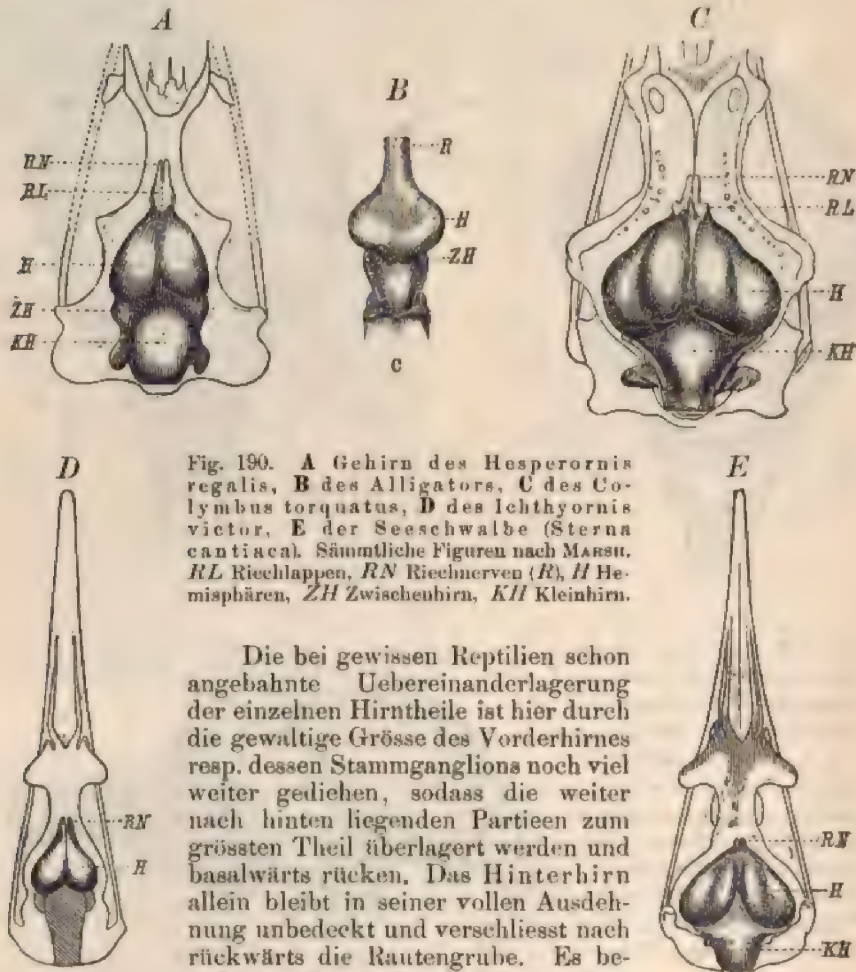 A
B
C
RN
RL
H
ZH
KH
R
H
ZH
c
RN
RL
H
KH
D
E
Fig. 190. A Gehirn des Hesperornis
regalis, B des Alligators, C des Co-
lymbus torquatus, D des Ichthyornis
victor, E der Seeschwalbe (Sterna
cantiaca). Sämmtliche Figuren nach MARSH.
RL Riechlappen, RN Riechnerven (R), H He-
misphären, ZH Zwischenhirn, KH Kleinhirn.
Die bei gewissen Reptilien schon
angebahnte Uebereinanderlagerung
der einzelnen Hirntheile ist hier durch
die gewaltige Grösse des Vorderhirnes
resp. dessen Stammganglions noch viel
weiter gediehen, sodass die weiter
nach hinten liegenden Partieen zum
grössten Theil überlagert werden und
basalwärts rücken. Das Hinterhirn
allein bleibt in seiner vollen Ausdeh-
nung unbedeckt und verschliesst nach
rückwärts die Rautengrube. Es be-
RN
H
RN
H
KH